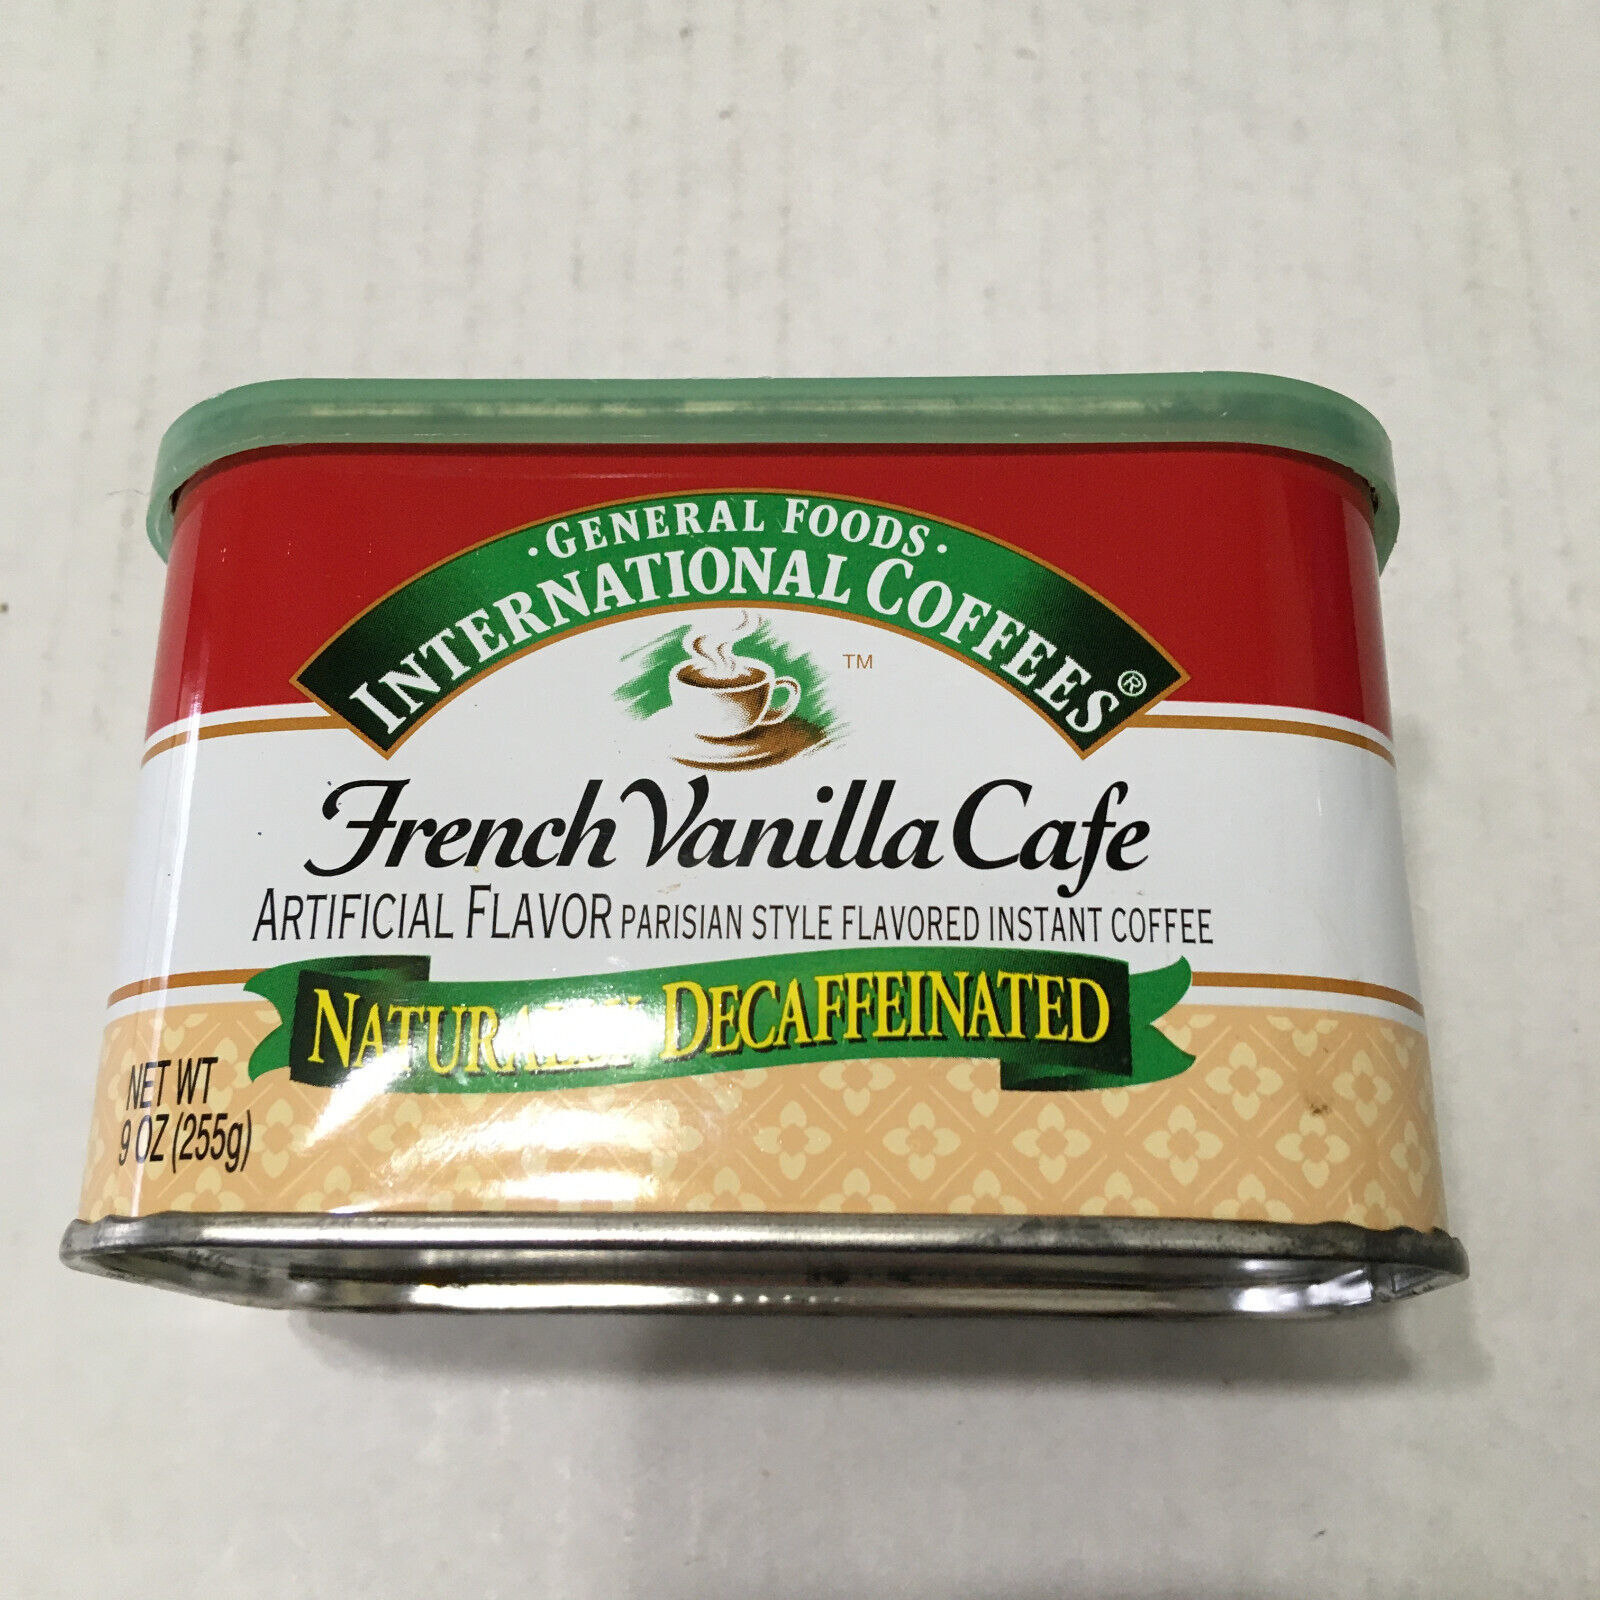 · GENERAL FOODS ·
INTERNATIONAL COFFEES®
TM
French Vanilla Cafe
ARTIFICIAL FLAVOR PARISIAN STYLE FLAVORED INSTANT COFFEE
NATURALLY DECAFFEINATED
NET WT
9 OZ (255g)